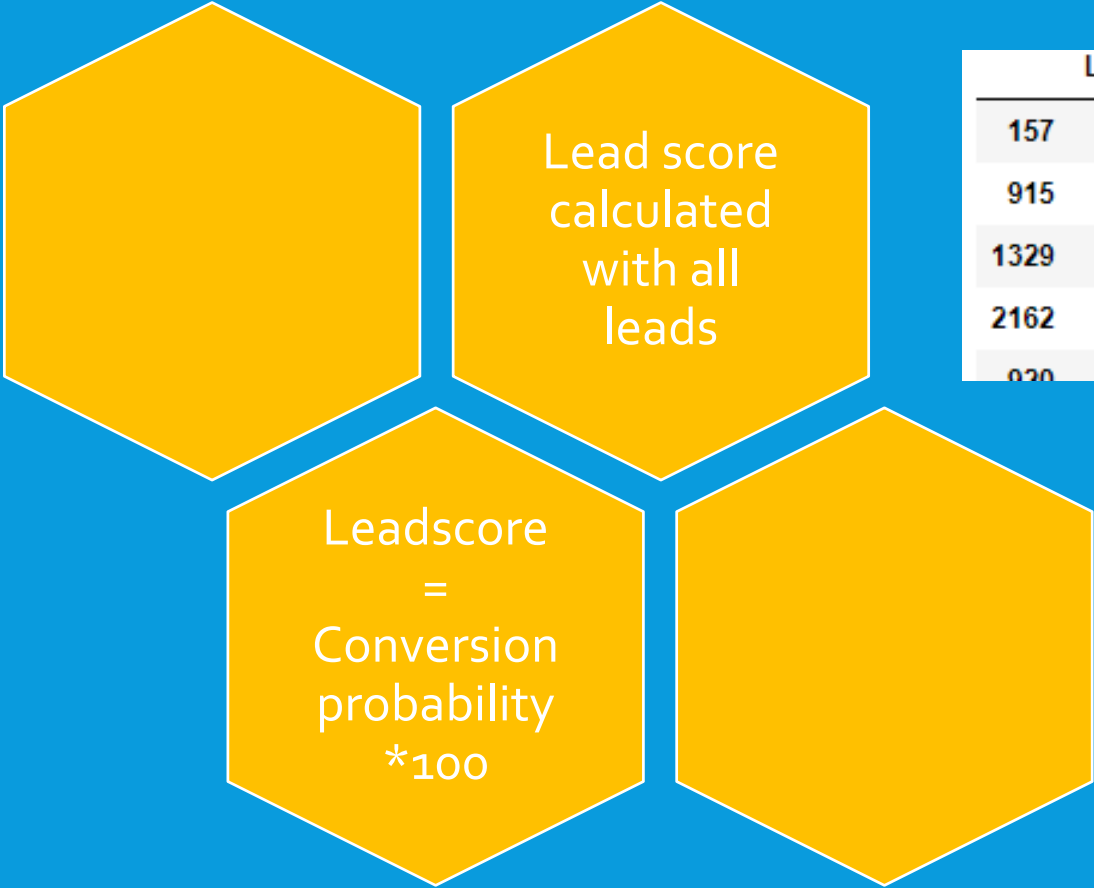 Lead score
calculated
with all
leads
Leadscore
=
Conversion
probability
*100
L
157
915
1329
2162